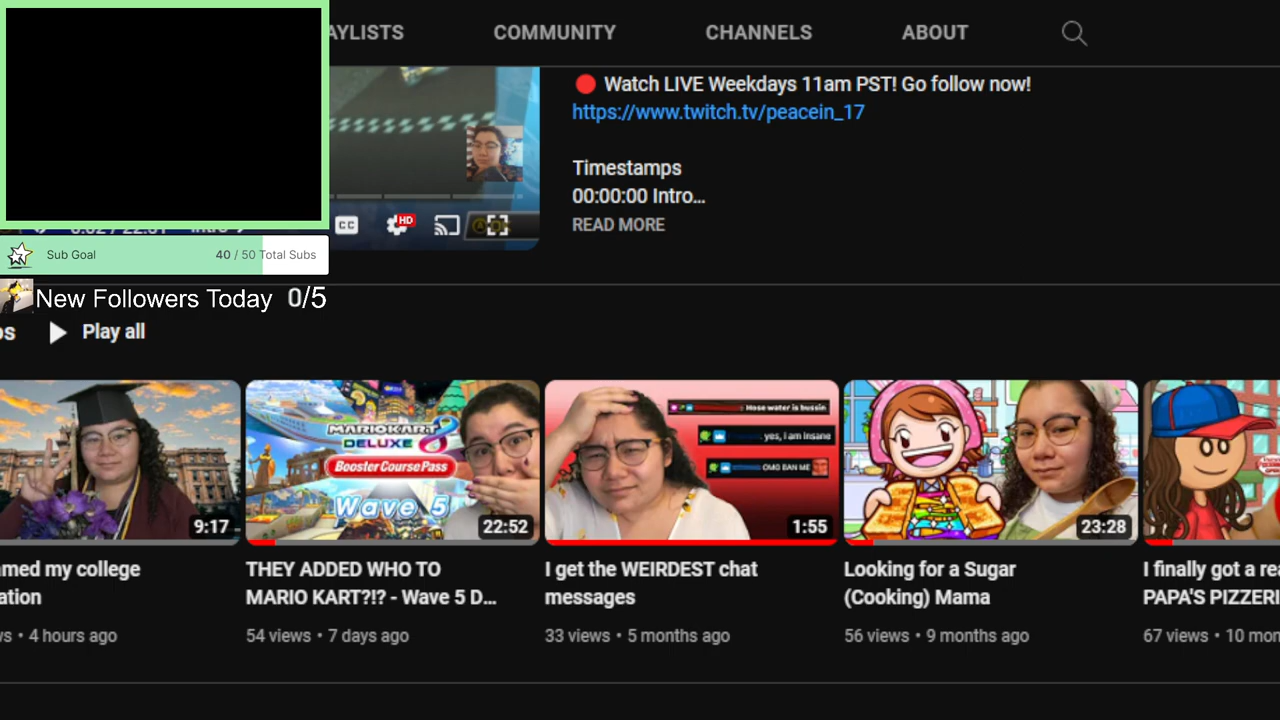 AYLISTS COMMUNITY CHANNELS ABOUT
🔴 Watch LIVE Weekdays 11am PST! Go follow now!
https://www.twitch.tv/peacein_17
Timestamps
00:00:00 Intro...
READ MORE
CC HD
Sub Goal 40 / 50 Total Subs
New Followers Today 0/5
os Play all
MARIOKART 8
DELUXE
Booster Course Pass
Wave 5
Hose water is bussin
yes, i am insane
OMG BAN ME
9:17 22:52 1:55 23:28
med my college
ation
ws • 4 hours ago
THEY ADDED WHO TO
MARIO KART?!? - Wave 5 D...
54 views • 7 days ago
I get the WEIRDEST chat
messages
33 views • 5 months ago
Looking for a Sugar
(Cooking) Mama
56 views • 9 months ago
I finally got a rea
PAPA'S PIZZERI
67 views • 10 mon